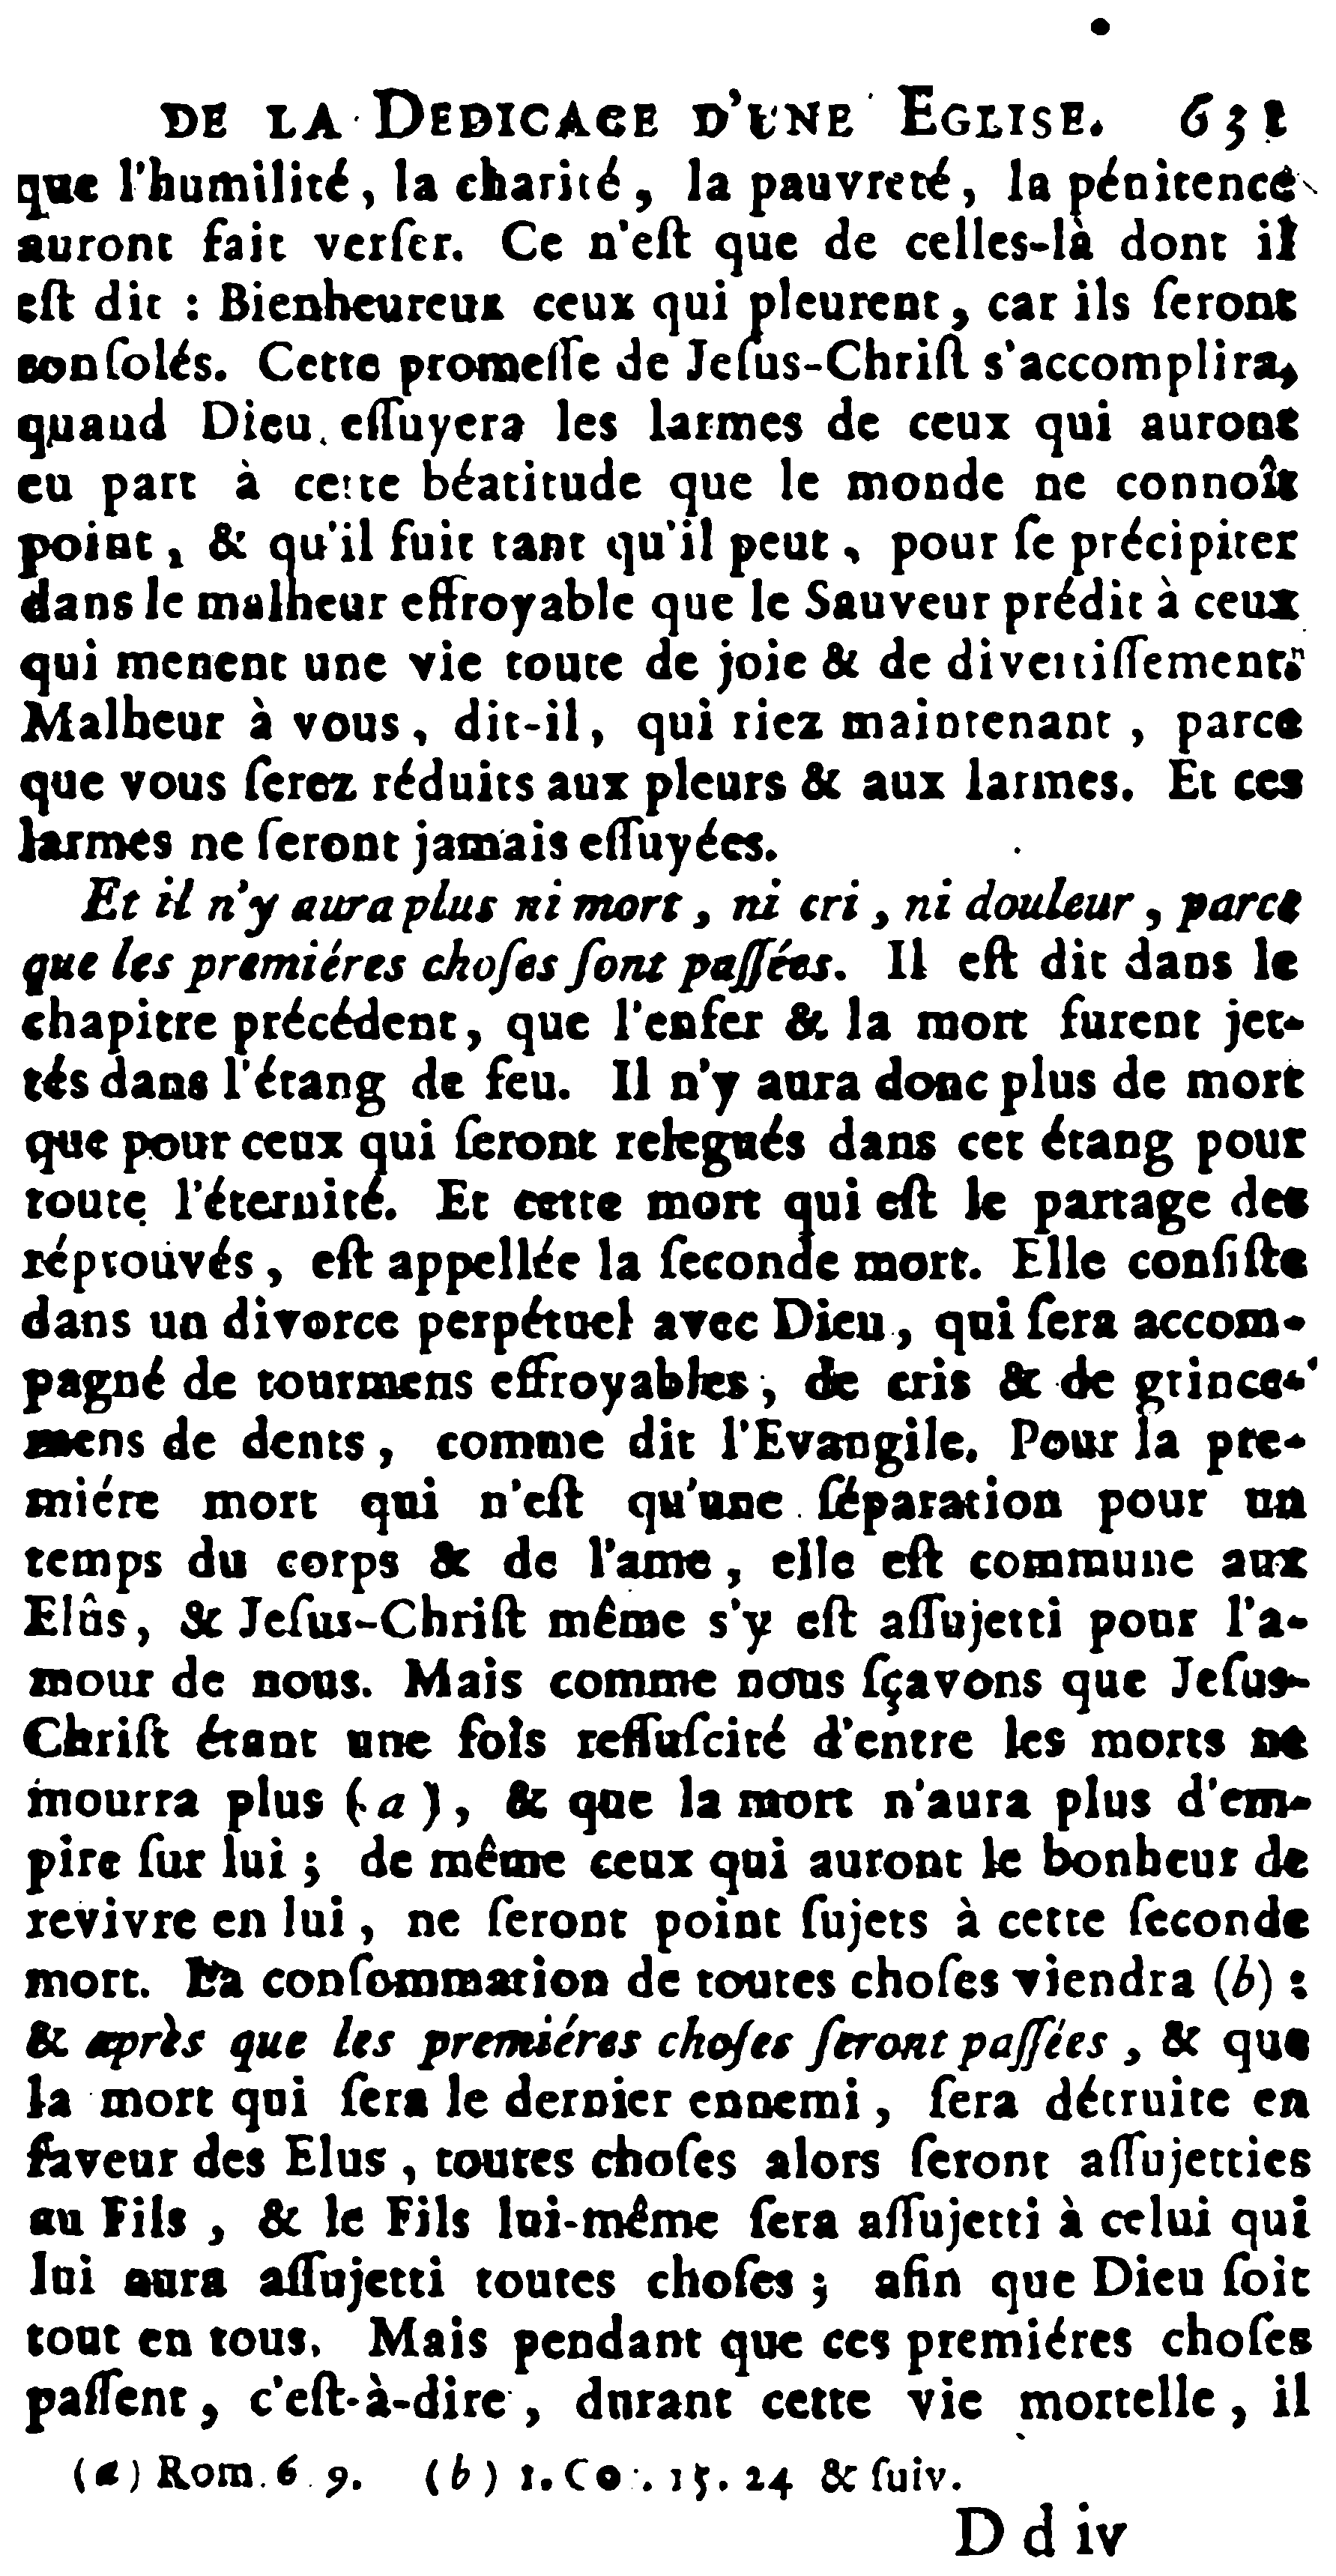 DE LA DEDICACE D'UNE EGLISE. 631
que l'humilité, la charité, la pauvreté, la pénitence
auront fait verſer. Ce n'eſt que de celles-là dont il
eſt dit : Bienheureux ceux qui pleurent, car ils ſeront
conſolés. Cette promeſſe de Jeſus-Chriſt s'accomplira,
quand Dieu eſſuyera les larmes de ceux qui auront
eu part à cette béatitude que le monde ne connoît
point, & qu'il fuit tant qu'il peut, pour ſe précipiter
dans le malheur effroyable que le Sauveur prédit à ceux
qui menent une vie toute de joie & de divertiſſement.
Malheur à vous, dit-il, qui riez maintenant, parce
que vous ſerez réduits aux pleurs & aux larmes. Et ces
larmes ne ſeront jamais eſſuyées.
Et il n'y aura plus ni mort, ni cri, ni douleur, parce
que les premiéres choſes ſont paſſées. Il eſt dit dans le
chapitre précédent, que l'enfer & la mort furent jet-
tés dans l'étang de feu. Il n'y aura donc plus de mort
que pour ceux qui ſeront relegués dans cet étang pour
toute l'éternité. Et cette mort qui eſt le partage des
réprouvés, eſt appellée la ſeconde mort. Elle conſiſte
dans un divorce perpétuel avec Dieu, qui ſera accom-
pagné de tourmens effroyables, de cris & de grince-
mens de dents, comme dit l'Evangile. Pour la pre-
miére mort qui n'eſt qu'une ſéparation pour un
temps du corps & de l'ame, elle eſt commune aux
Elûs, & Jeſus-Chriſt même s'y eſt aſſujetti pour l'a-
mour de nous. Mais comme nous ſçavons que Jeſus-
Chriſt étant une fois reſſuſcité d'entre les morts ne
mourra plus (a), & que la mort n'aura plus d'em-
pire ſur lui ; de même ceux qui auront le bonheur de
revivre en lui, ne ſeront point ſujets à cette ſeconde
mort. La conſommation de toutes choſes viendra (b) :
& après que les premiéres choſes ſeront paſſées, & que
la mort qui ſera le dernier ennemi, ſera détruite en
faveur des Elus, toutes choſes alors ſeront aſſujetties
au Fils, & le Fils lui-même ſera aſſujetti à celui qui
lui aura aſſujetti toutes choſes ; afin que Dieu ſoit
tout en tous. Mais pendant que ces premiéres choſes
paſſent, c'eſt-à-dire, durant cette vie mortelle, il
(a) Rom. 6. 9. (b) 1. Co. 15. 24 & ſuiv.
D d iv